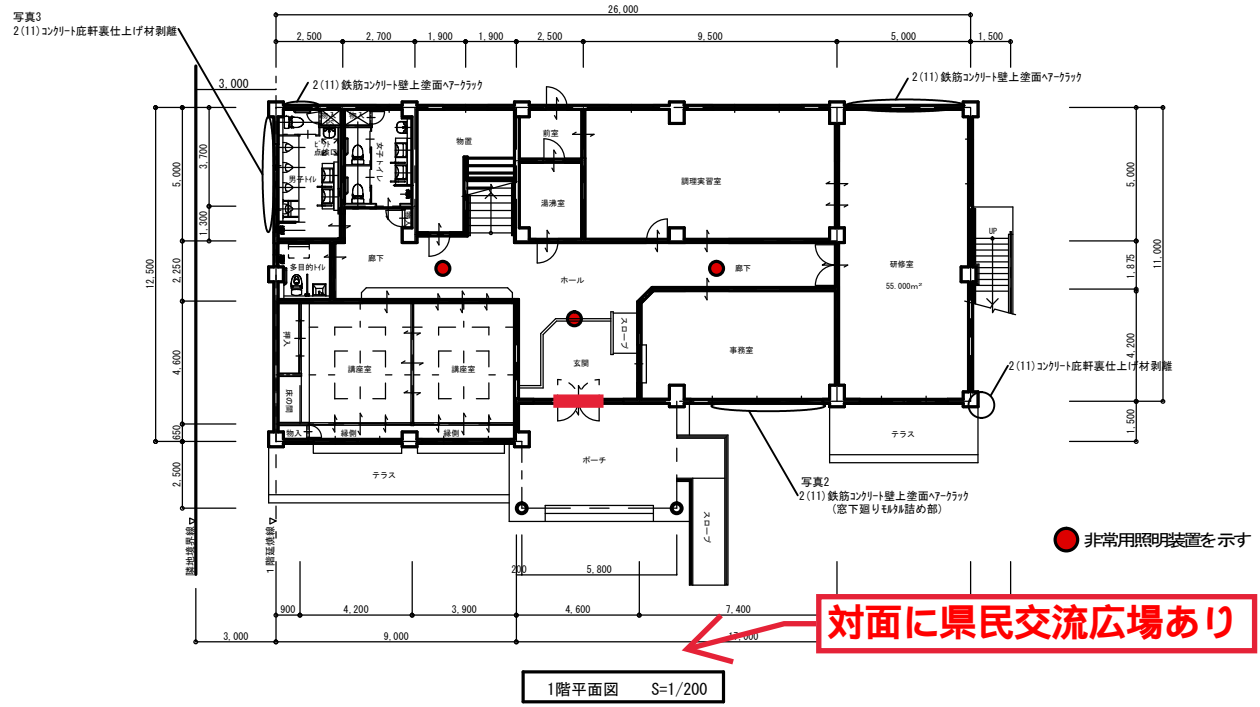 写真3
2(11)コンクリート庇軒裏仕上げ材剥離
26,000
2,500
2,700
1,900
1,900
2,500
9,500
5,000
1,500
3,000
2(11)鉄筋コンクリート壁上塗面ヘアークラック
2(11)鉄筋コンクリート壁上塗面ヘアークラック
12,500
5,000
3,700
1,300
2,250
4,600
650
2,500
5,000
1,875
11,000
4,200
1,500
男子トイレ
女子トイレ
物置
前室
湯沸室
調理実習室
UP
研修室
55.000m²
多目的トイレ
廊下
ホール
廊下
スロープ
玄関
事務室
押入
講座室
講座室
床の間
物入
縁側
縁側
テラス
ポーチ
テラス
スロープ
2(11)コンクリート庇軒裏仕上げ材剥離
写真2
2(11)鉄筋コンクリート壁上塗面ヘアークラック
(窓下廻りモルタル詰め部)
隣地境界線
1階延焼線
非常用照明装置を示す
200
5,800
900
4,200
3,900
4,600
7,400
3,000
9,000
17,000
対面に県民交流広場あり
1階平面図 S=1/200